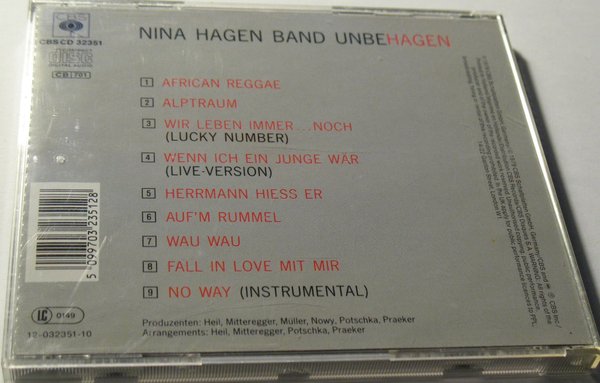 CBS
CBSCD 32351
COMPACT
DIGITAL AUDIO
CB 701
NINA HAGEN BAND UNBEHAGEN
1 AFRICAN REGGAE
2 ALPTRAUM
3 WIR LEBEN IMMER...NOCH
(LUCKY NUMBER)
4 WENN ICH EIN JUNGE WÄR
(LIVE-VERSION)
5 HERRMANN HIESS ER
6 AUF'M RUMMEL
7 WAU WAU
8 FALL IN LOVE MIT MIR
9 NO WAY (INSTRUMENTAL)
5 099703 235128
LC 0149
12-032351-10
Produzenten: Heil, Mitteregger, Müller, Nowy, Potschka, Praeker
Arrangements: Heil, Mitteregger, Potschka, Praeker